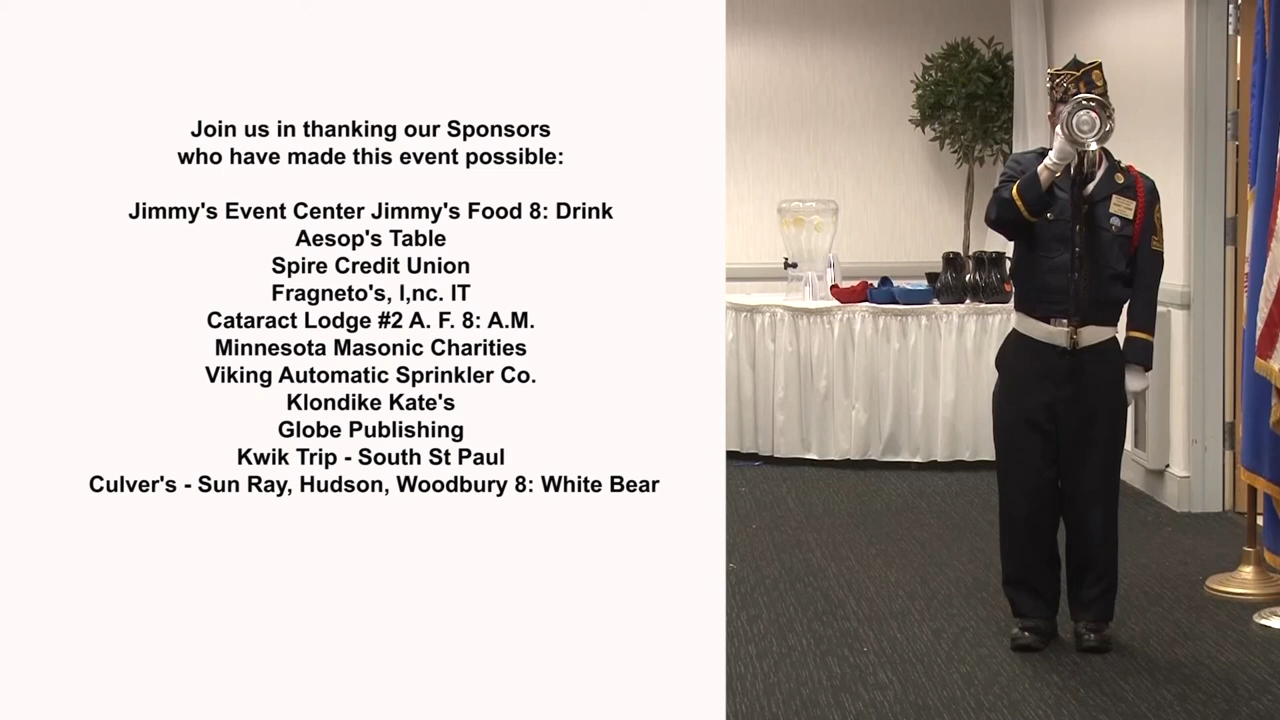 Join us in thanking our Sponsors
who have made this event possible:
Jimmy's Event Center Jimmy's Food 8: Drink
Aesop's Table
Spire Credit Union
Fragneto's, I,nc. IT
Cataract Lodge #2 A. F. 8: A.M.
Minnesota Masonic Charities
Viking Automatic Sprinkler Co.
Klondike Kate's
Globe Publishing
Kwik Trip - South St Paul
Culver's - Sun Ray, Hudson, Woodbury 8: White Bear